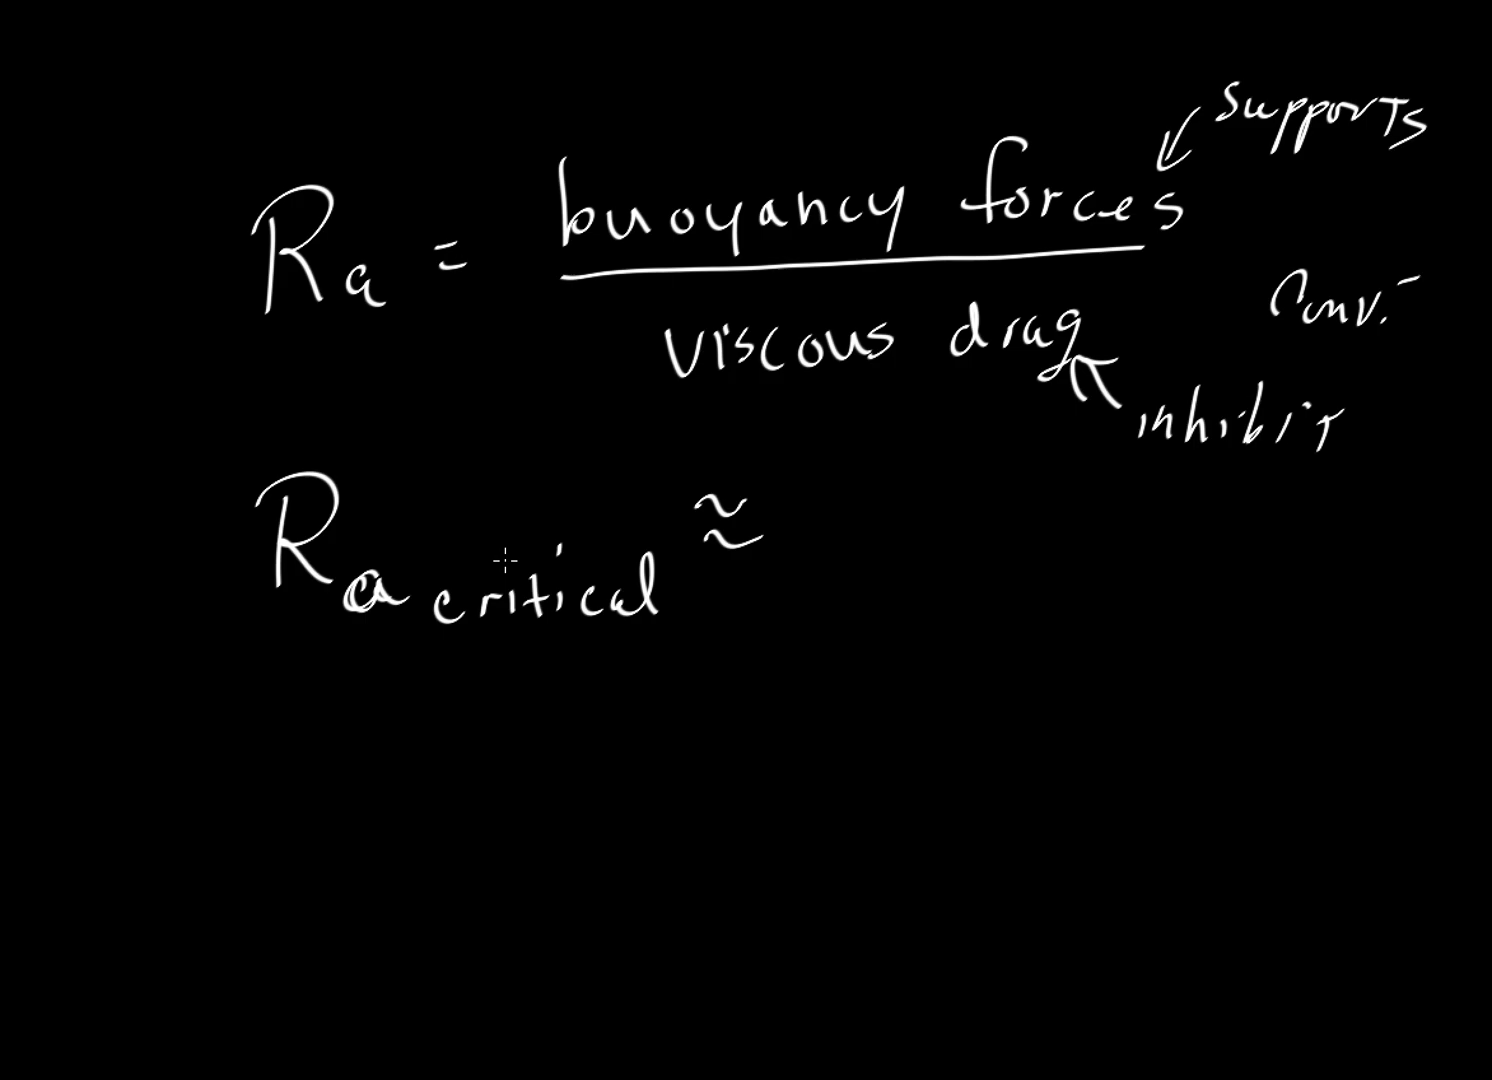 supports
Ra = buoyancy forces
viscous drag
Conv.
inhibit
Ra critical ≈